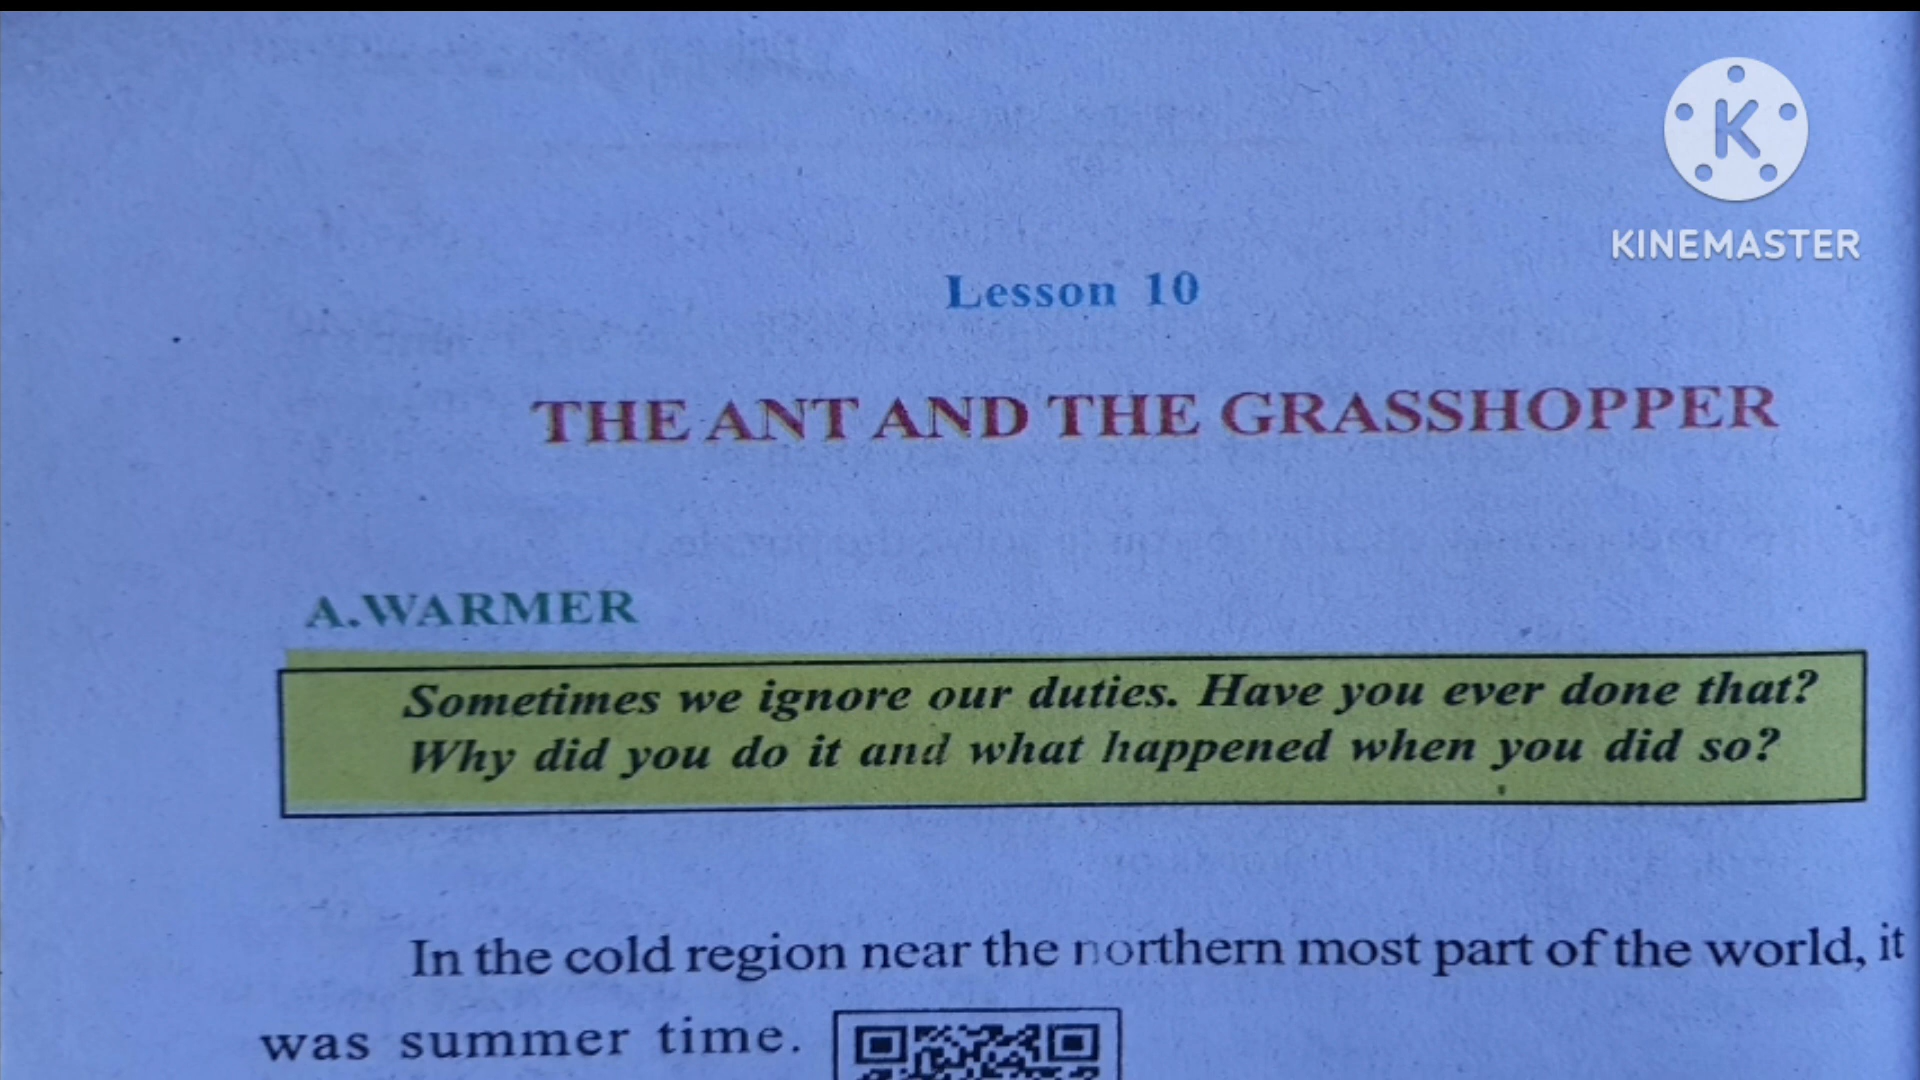 K
KINEMASTER
Lesson 10
THE ANT AND THE GRASSHOPPER
A.WARMER
Sometimes we ignore our duties. Have you ever done that?
Why did you do it and what happened when you did so?
In the cold region near the northern most part of the world, it
was summer time.